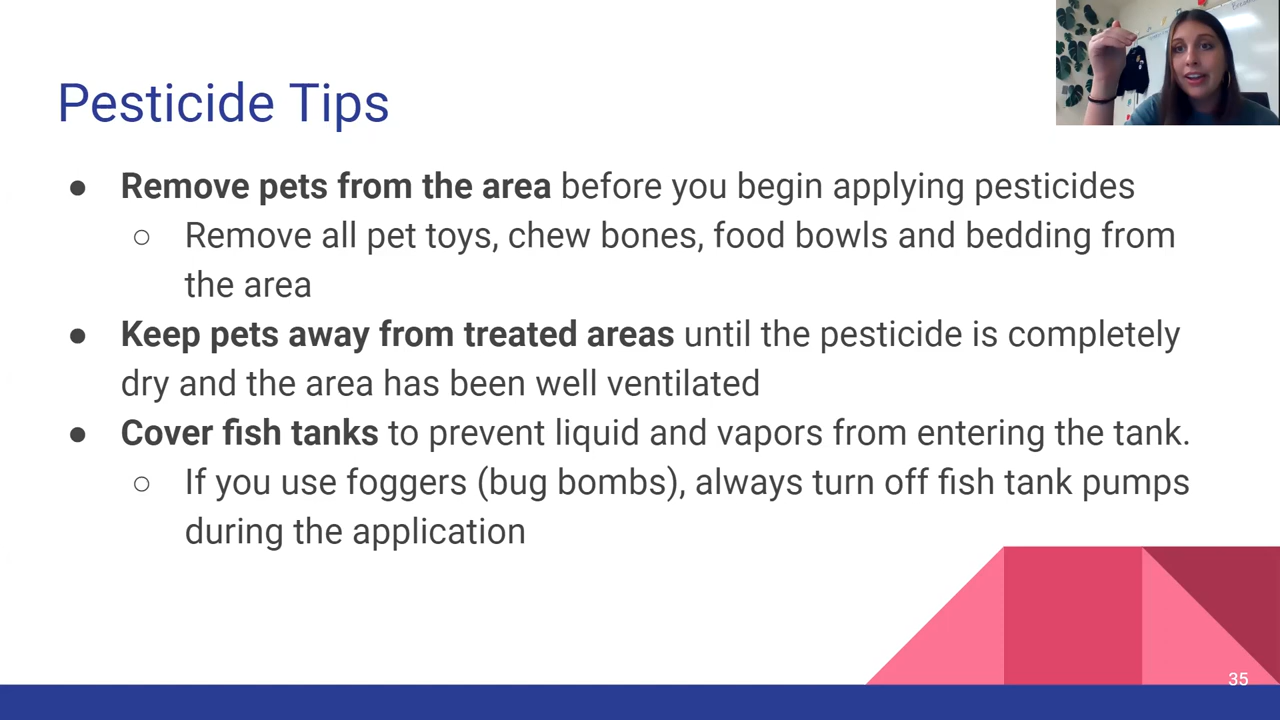 Pesticide Tips
● Remove pets from the area before you begin applying pesticides
○ Remove all pet toys, chew bones, food bowls and bedding from
the area
● Keep pets away from treated areas until the pesticide is completely
dry and the area has been well ventilated
● Cover fish tanks to prevent liquid and vapors from entering the tank.
○ If you use foggers (bug bombs), always turn off fish tank pumps
during the application
35